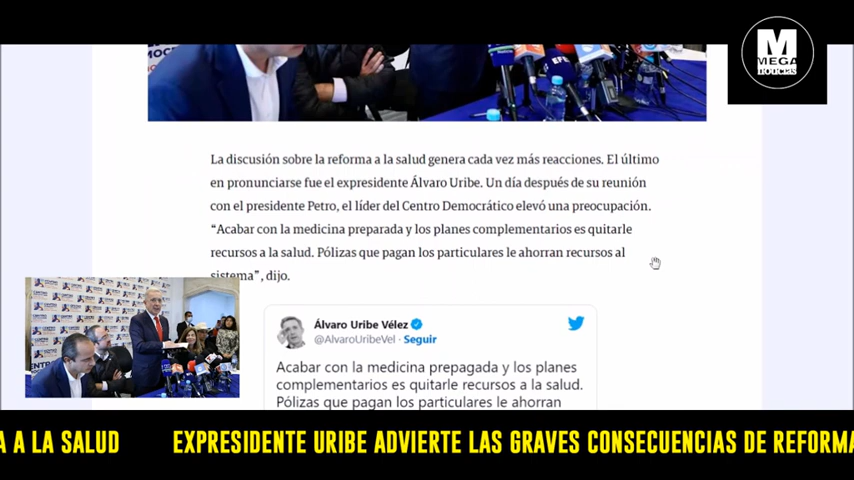 M
MEGA
noticias
EFE
La discusión sobre la reforma a la salud genera cada vez más reacciones. El último
en pronunciarse fue el expresidente Álvaro Uribe. Un día después de su reunión
con el presidente Petro, el líder del Centro Democrático elevó una preocupación.
“Acabar con la medicina preparada y los planes complementarios es quitarle
recursos a la salud. Pólizas que pagan los particulares le ahorran recursos al
sistema”, dijo.
Álvaro Uribe Vélez
@AlvaroUribeVel · Seguir
Acabar con la medicina prepagada y los planes
complementarios es quitarle recursos a la salud.
Pólizas que pagan los particulares le ahorran
A A LA SALUD EXPRESIDENTE URIBE ADVIERTE LAS GRAVES CONSECUENCIAS DE REFORMA